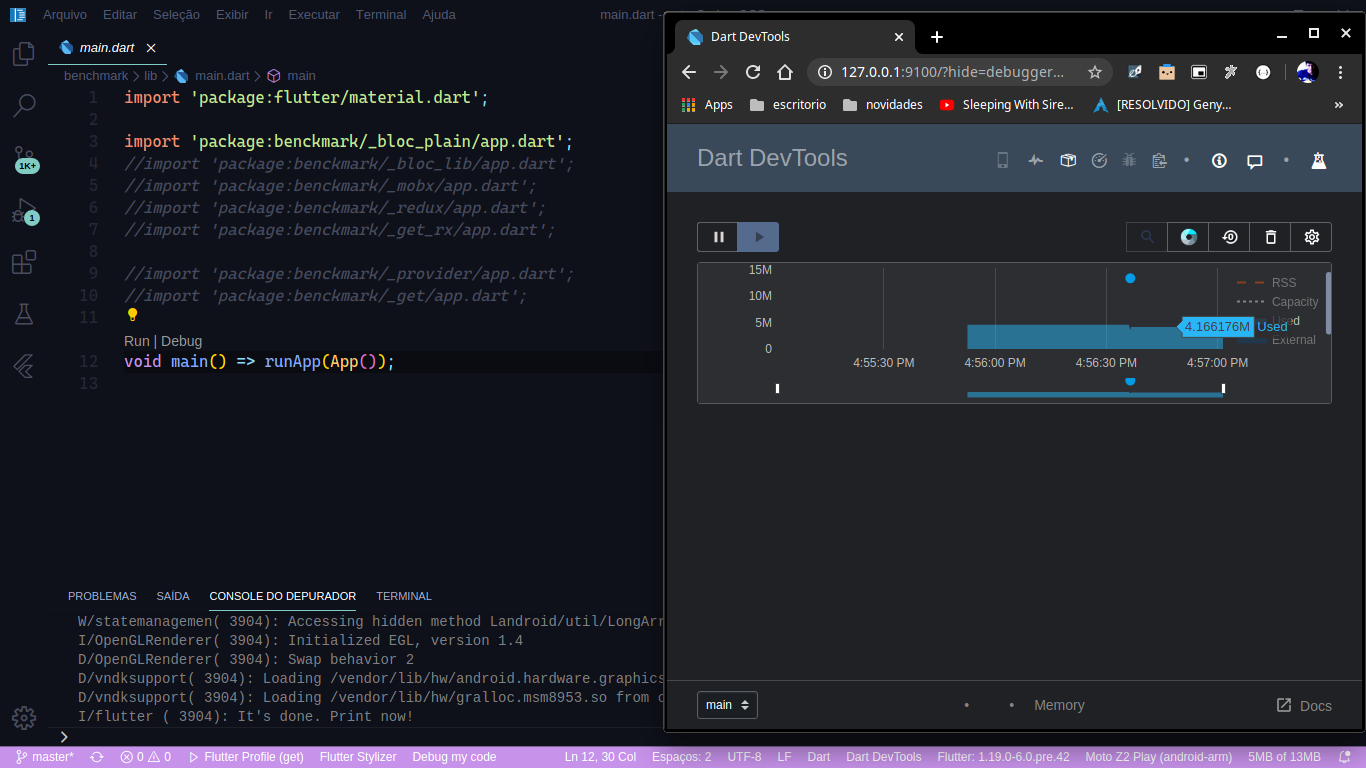 Arquivo Editar Seleção Exibir Ir Executar Terminal Ajuda
main.dart
main.dart
benchmark lib main.dart main
1 import 'package:flutter/material.dart';
2
3 import 'package:benckmark/_bloc_plain/app.dart';
4 //import 'package:benckmark/_bloc_lib/app.dart';
5 //import 'package:benckmark/_mobx/app.dart';
6 //import 'package:benckmark/_redux/app.dart';
7 //import 'package:benckmark/_get_rx/app.dart';
8
9 //import 'package:benckmark/_provider/app.dart';
10 //import 'package:benckmark/_get/app.dart';
11
Run | Debug
12 void main() => runApp(App());
13
1K+
1
PROBLEMAS SAÍDA CONSOLE DO DEPURADOR TERMINAL
W/statemanagemen( 3904): Accessing hidden method Landroid/util/LongArr
I/OpenGLRenderer( 3904): Initialized EGL, version 1.4
D/OpenGLRenderer( 3904): Swap behavior 2
D/vndksupport( 3904): Loading /vendor/lib/hw/android.hardware.graphics
D/vndksupport( 3904): Loading /vendor/lib/hw/gralloc.msm8953.so from
I/flutter ( 3904): It's done. Print now!
Dart DevTools
127.0.0.1:9100/?hide=debugger...
Apps escritorio novidades Sleeping With Sire... [RESOLVIDO] Geny... »
Dart DevTools
15M
10M
5M
0
4:55:30 PM 4:56:00 PM 4:56:30 PM 4:57:00 PM
RSS
Capacity
Used
External
4.166176M Used
main • • Memory Docs
master* 0 0 Flutter Profile (get) Flutter Stylizer Debug my code Ln 12, 30 Col Espaços: 2 UTF-8 LF Dart Dart DevTools Flutter: 1.19.0-6.0.pre.42 Moto Z2 Play (android-arm) 5MB of 13MB